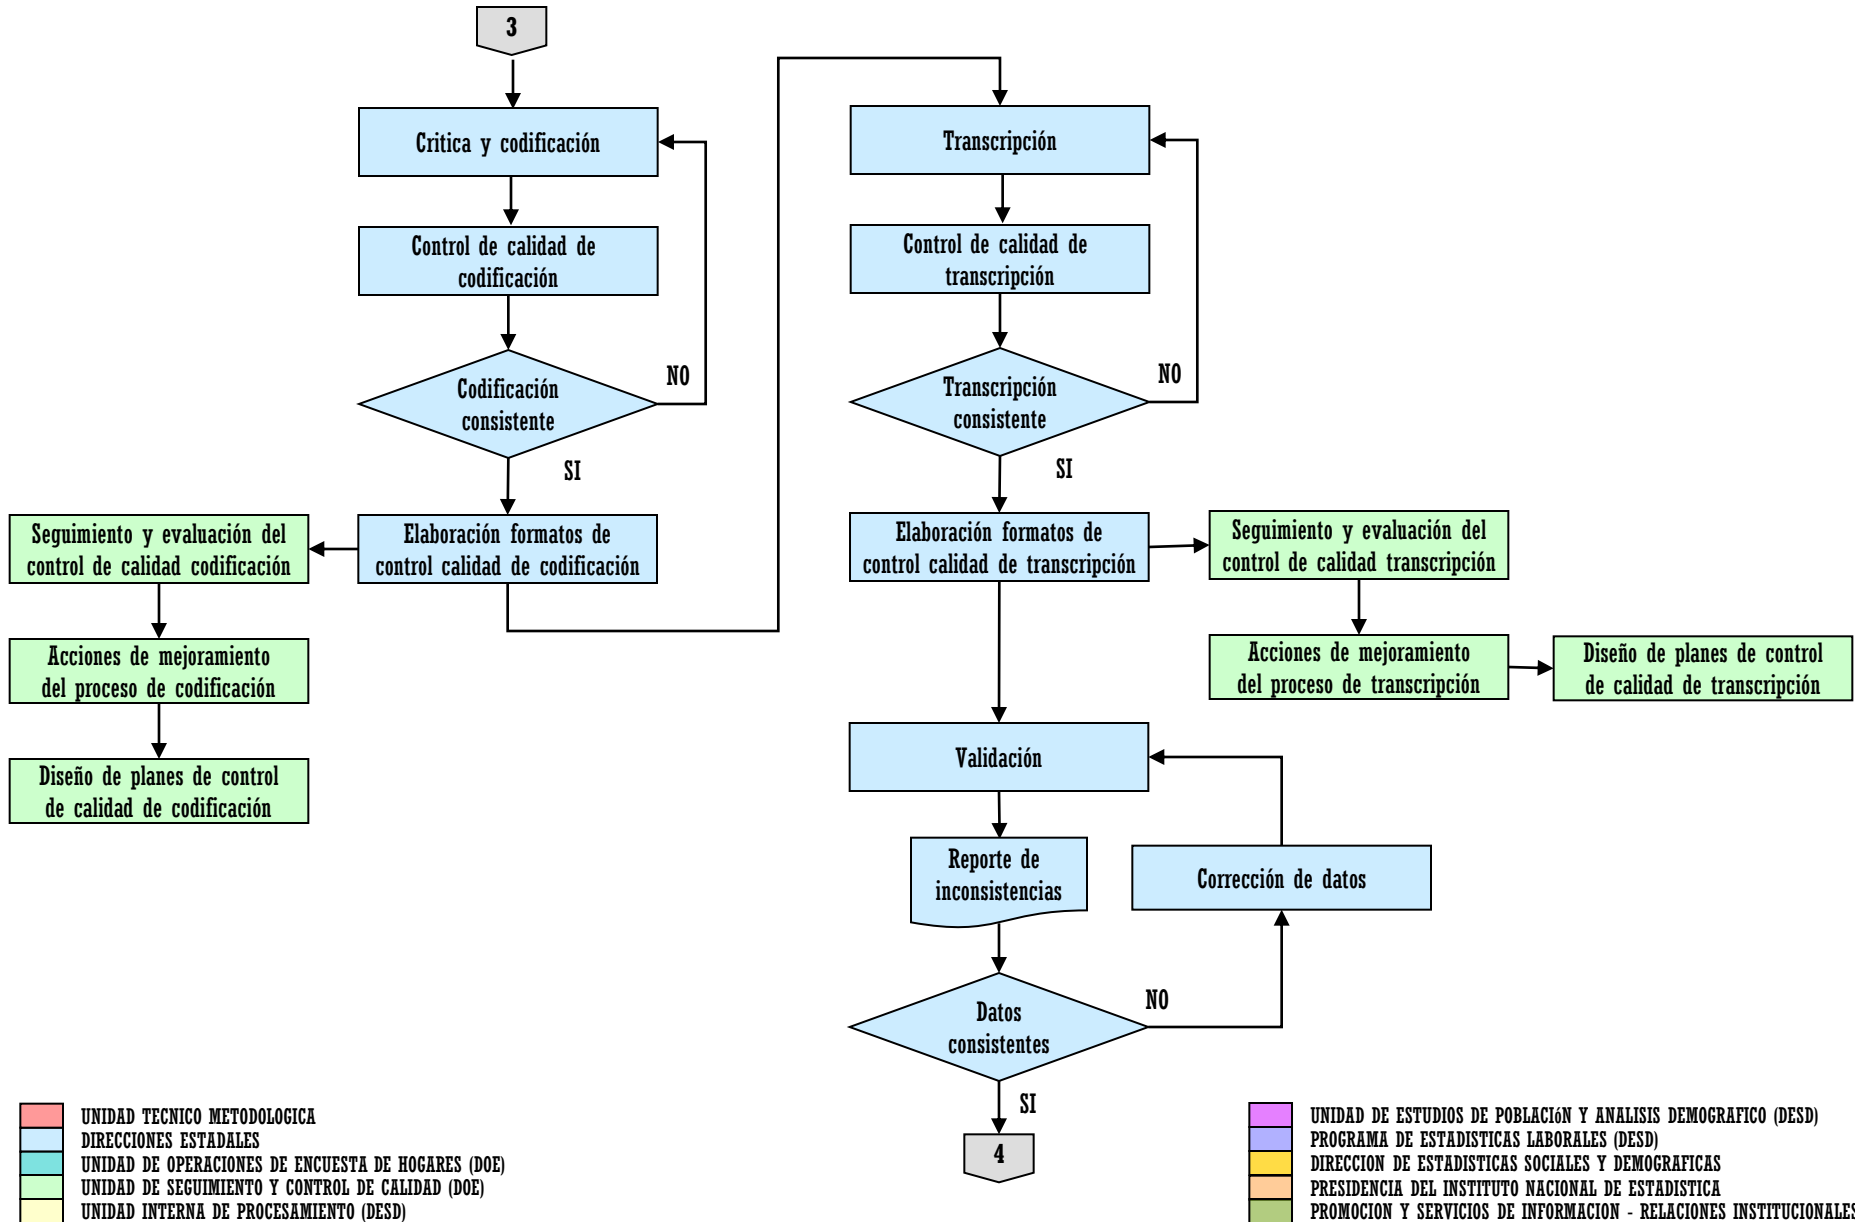 3
Critica y codificación
Control de calidad de
codificación
Codificación
consistente
NO
SI
Elaboración formatos de
control calidad de codificación
Seguimiento y evaluación del
control de calidad codificación
Acciones de mejoramiento
del proceso de codificación
Diseño de planes de control
de calidad de codificación
Transcripción
Control de calidad de
transcripción
Transcripción
consistente
NO
SI
Elaboración formatos de
control calidad de transcripción
Seguimiento y evaluación del
control de calidad transcripción
Acciones de mejoramiento
del proceso de transcripción
Diseño de planes de control
de calidad de transcripción
Validación
Reporte de
inconsistencias
Corrección de datos
Datos
consistentes
NO
SI
4
UNIDAD TECNICO METODOLOGICA
DIRECCIONES ESTADALES
UNIDAD DE OPERACIONES DE ENCUESTA DE HOGARES (DOE)
UNIDAD DE SEGUIMIENTO Y CONTROL DE CALIDAD (DOE)
UNIDAD INTERNA DE PROCESAMIENTO (DESD)
UNIDAD DE ESTUDIOS DE POBLACIóN Y ANALISIS DEMOGRAFICO (DESD)
PROGRAMA DE ESTADISTICAS LABORALES (DESD)
DIRECCION DE ESTADISTICAS SOCIALES Y DEMOGRAFICAS
PRESIDENCIA DEL INSTITUTO NACIONAL DE ESTADISTICA
PROMOCION Y SERVICIOS DE INFORMACION - RELACIONES INSTITUCIONALES